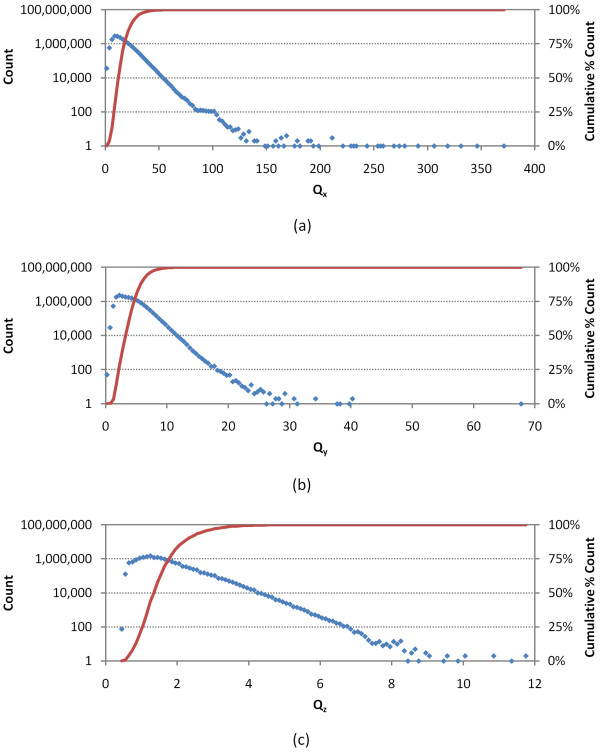 100,000,000 100%
1,000,000 75%
10,000 50%
100 25%
1 0%
Count
Cumulative % Count
0 50 100 150 200 250 300 350 400
Qx
(a)
100,000,000 100%
1,000,000 75%
10,000 50%
100 25%
1 0%
Count
Cumulative % Count
0 10 20 30 40 50 60 70
Qy
(b)
100,000,000 100%
1,000,000 75%
10,000 50%
100 25%
1 0%
Count
Cumulative % Count
0 2 4 6 8 10 12
Qz
(c)